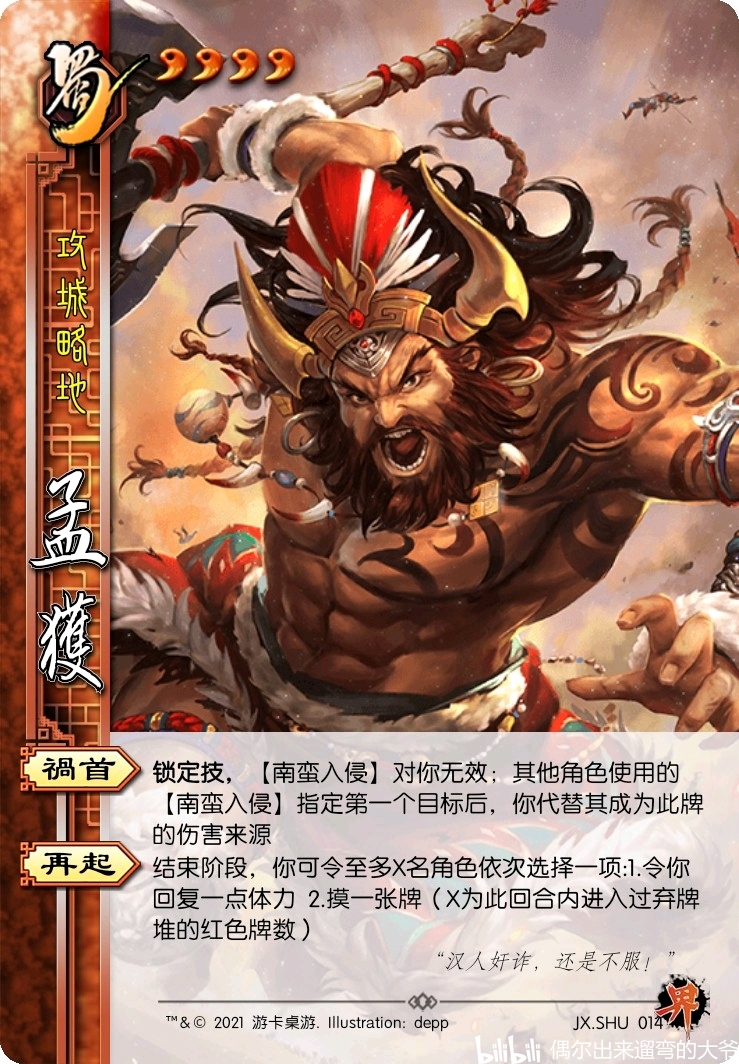 蜀
攻城略地
孟獲
禍首
锁定技，【南蛮入侵】对你无效；其他角色使用的
【南蛮入侵】指定第一个目标后，你代替其成为此牌
的伤害来源
再起
结束阶段，你可令至多X名角色依次选择一项:1.令你
回复一点体力 2.摸一张牌（X为此回合内进入过弃牌
堆的红色牌数）
“汉人奸诈，还是不服！”
™&© 2021 游卡桌游. Illustration: depp
JX.SHU 014
界
bilibili 偶尔出来遛弯的大爷